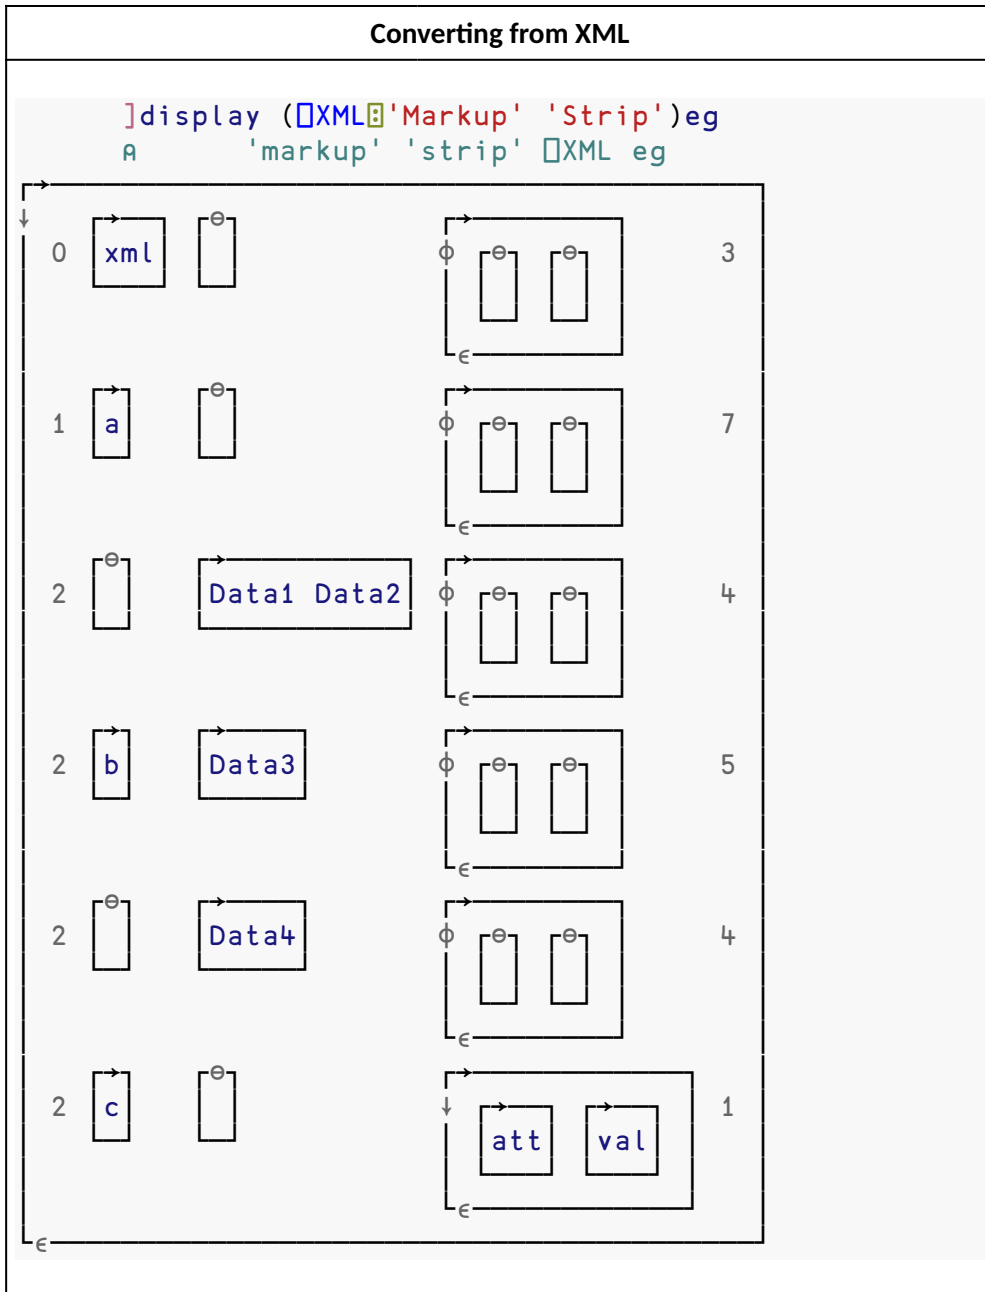 Converting from XML
]display (⎕XML⍠'Markup' 'Strip')eg
⍝ 'markup' 'strip' ⎕XML eg
0 xml 3
1 a 7
2 Data1 Data2 4
2 b Data3 5
2 Data4 4
2 c 1
att val